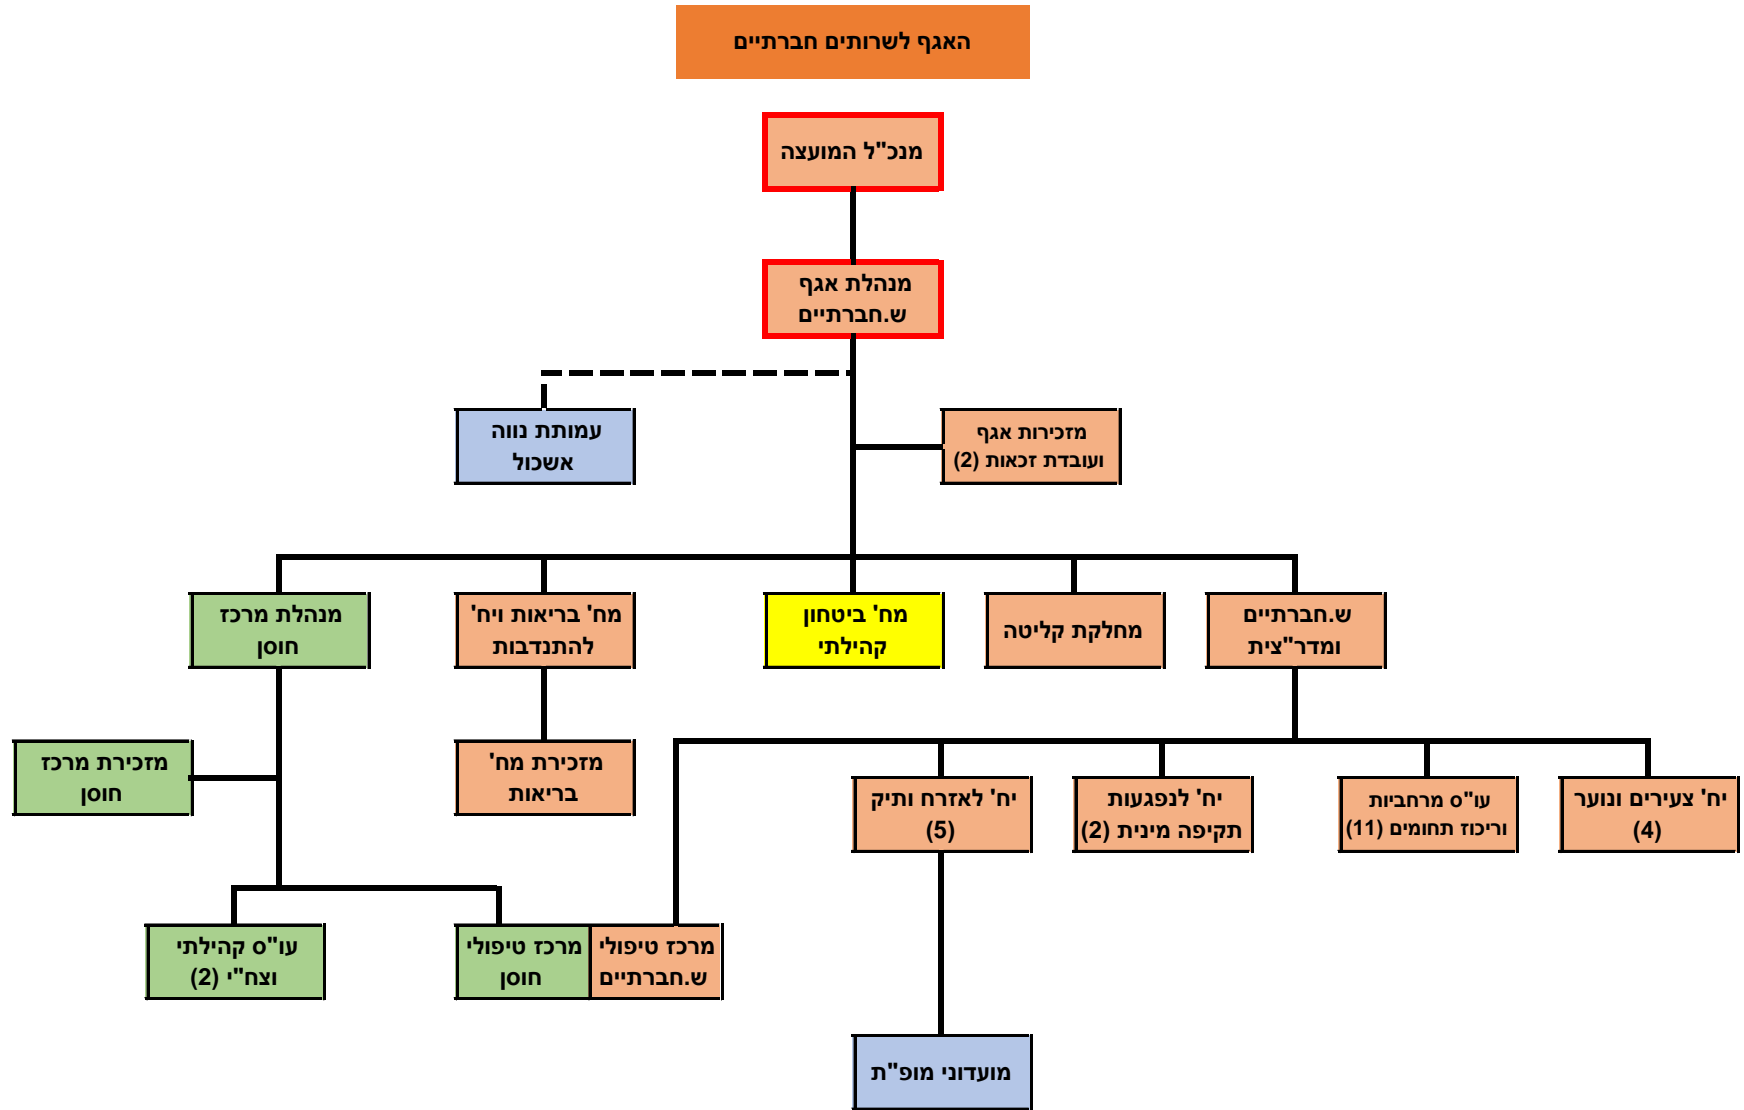 האגף לשרותים חברתיים
מנכ"ל המועצה
מנהלת אגף
ש.חברתיים
מזכירות אגף
ועובדת זכאות (2)
עמותת נווה
אשכול
ש.חברתיים
ומדר"צית
מחלקת קליטה
מח' ביטחון
קהילתי
מח' בריאות ויח'
להתנדבות
מנהלת מרכז
חוסן
יח' צעירים ונוער
(4)
עו"ס מרחביות
וריכוז תחומים (11)
יח' לנפגעות
תקיפה מינית (2)
יח' לאזרח ותיק
(5)
מזכירת מח'
בריאות
מזכירת מרכז
חוסן
מרכז טיפולי
ש.חברתיים
מרכז טיפולי
חוסן
עו"ס קהילתי
וצח"י (2)
מועדוני מופ"ת